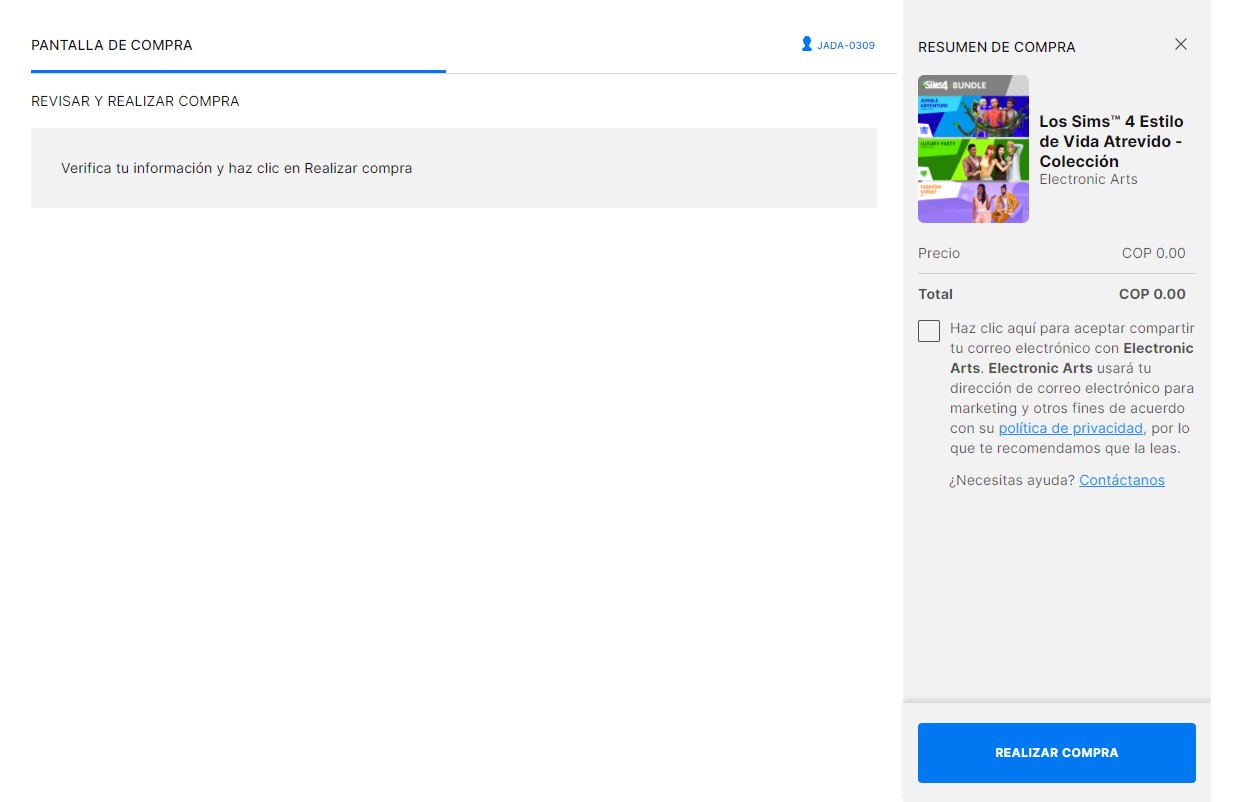 PANTALLA DE COMPRA
JADA-0309
REVISAR Y REALIZAR COMPRA
Verifica tu información y haz clic en Realizar compra
RESUMEN DE COMPRA
SIMS4 BUNDLE
JUNGLE
ADVENTURE
LUXURY PARTY
FASHION
STREET
Los Sims™ 4 Estilo
de Vida Atrevido -
Colección
Electronic Arts
Precio COP 0.00
Total COP 0.00
Haz clic aquí para aceptar compartir
tu correo electrónico con Electronic
Arts. Electronic Arts usará tu
dirección de correo electrónico para
marketing y otros fines de acuerdo
con su política de privacidad, por lo
que te recomendamos que la leas.
¿Necesitas ayuda? Contáctanos
REALIZAR COMPRA